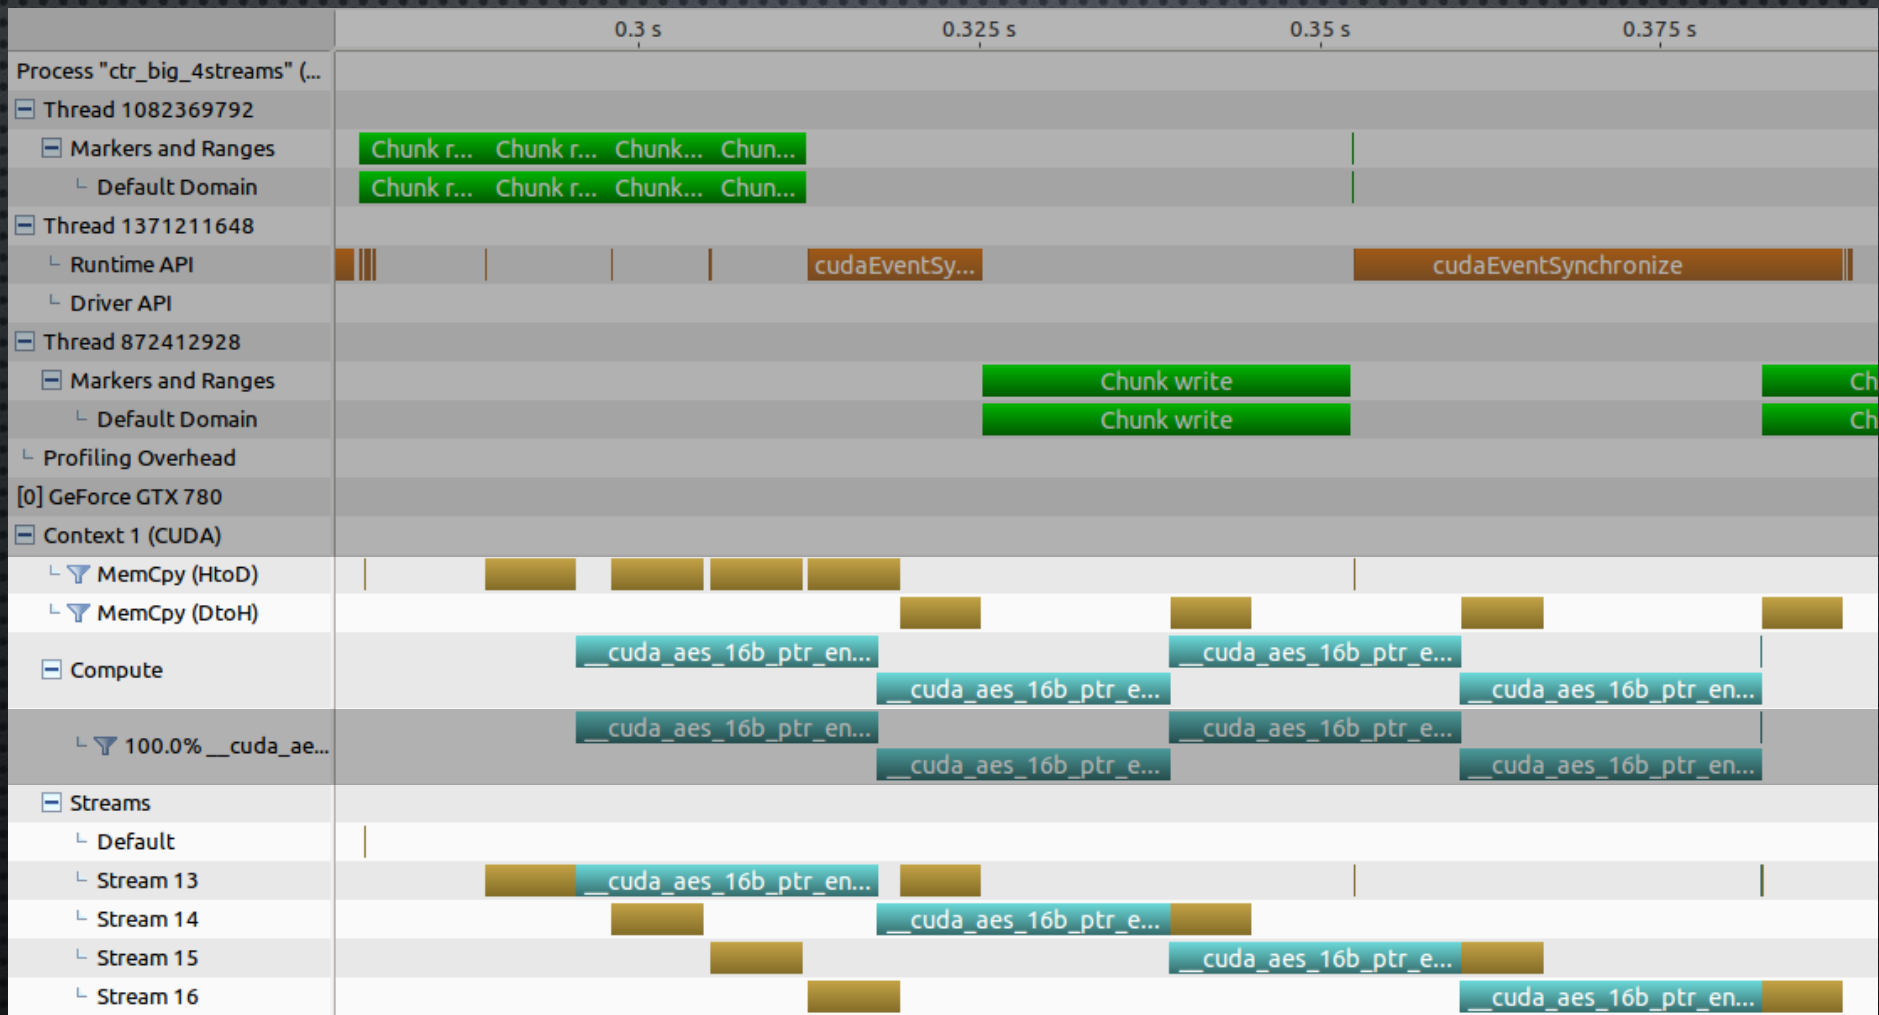 0.3 s 0.325 s 0.35 s 0.375 s
Process "ctr_big_4streams" (...
Thread 1082369792
Markers and Ranges Chunk r... Chunk r... Chunk... Chun...
Default Domain Chunk r... Chunk r... Chunk... Chun...
Thread 1371211648
Runtime API cudaEventSy... cudaEventSynchronize
Driver API
Thread 872412928
Markers and Ranges Chunk write Ch
Default Domain Chunk write Ch
Profiling Overhead
[0] GeForce GTX 780
Context 1 (CUDA)
MemCpy (HtoD)
MemCpy (DtoH)
__cuda_aes_16b_ptr_en... __cuda_aes_16b_ptr_e...
Compute
__cuda_aes_16b_ptr_e... __cuda_aes_16b_ptr_en...
__cuda_aes_16b_ptr_en... __cuda_aes_16b_ptr_e...
100.0% __cuda_ae...
__cuda_aes_16b_ptr_e... __cuda_aes_16b_ptr_en...
Streams
Default
Stream 13 __cuda_aes_16b_ptr_en...
Stream 14 __cuda_aes_16b_ptr_e...
Stream 15 __cuda_aes_16b_ptr_e...
Stream 16 __cuda_aes_16b_ptr_en...